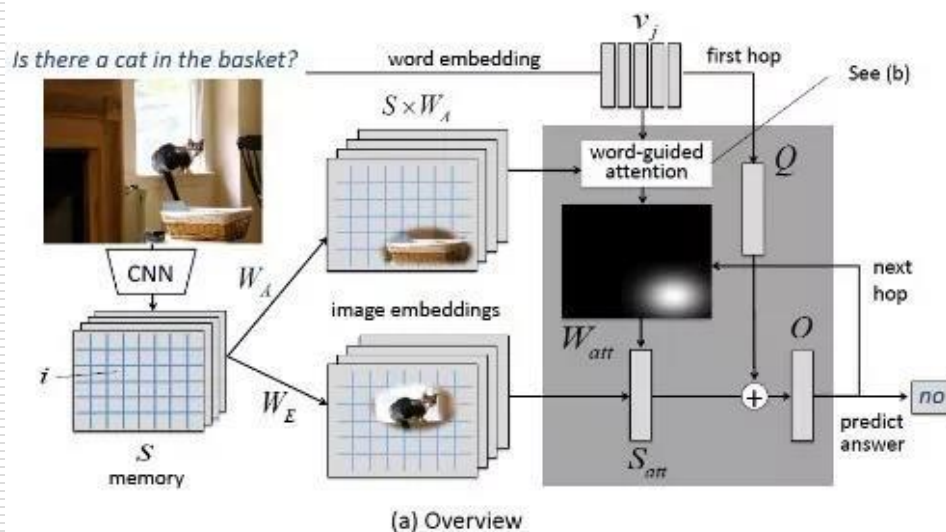 v_j
Is there a cat in the basket?
word embedding
first hop
See (b)
S × W_A
word-guided
attention
Q
CNN
W_A
next
hop
image embeddings
W_att
O
i
W_E
+
no
predict
answer
S
memory
S_att
(a) Overview